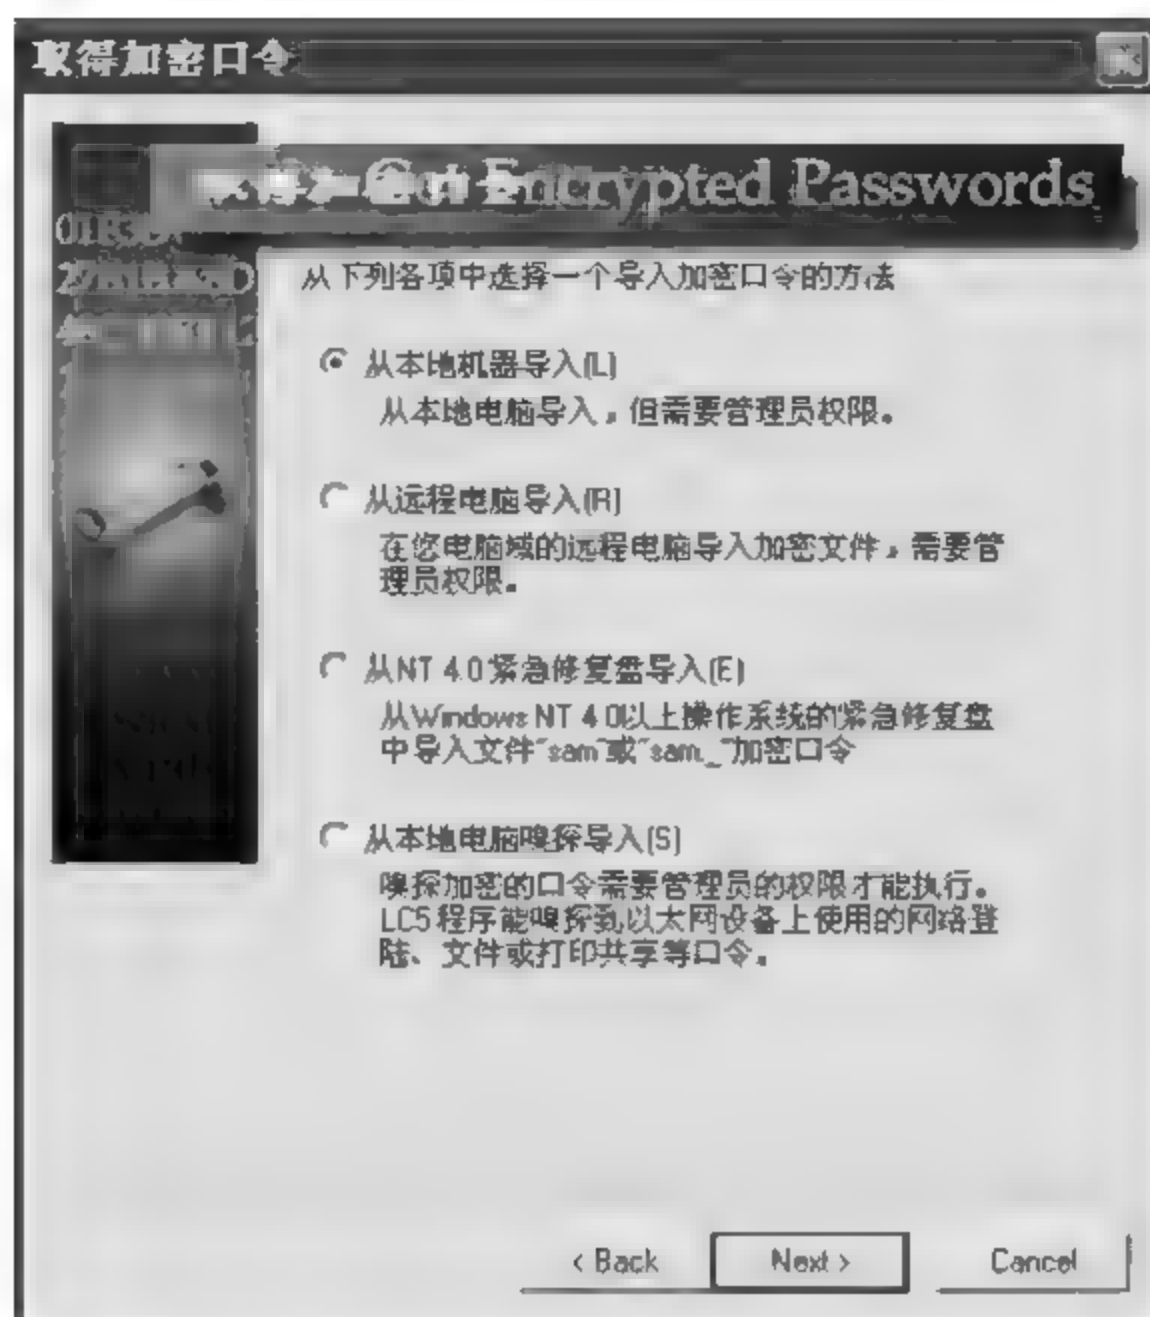 取得加密口令
Get Encrypted Passwords
从下列各项中选择一个导入加密口令的方法
从本地机器导入(L)
从本地电脑导入，但需要管理员权限。
从远程电脑导入(R)
在您电脑域的远程电脑导入加密文件，需要管
理员权限。
从NT 4.0紧急修复盘导入(E)
从Windows NT 4.0以上操作系统的紧急修复盘
中导入文件"sam"或"sam._"加密口令
从本地电脑嗅探导入(S)
嗅探加密的口令需要管理员的权限才能执行。
LC5程序能嗅探到以太网设备上使用的网络登
陆、文件或打印共享等口令。
< Back
Next >
Cancel